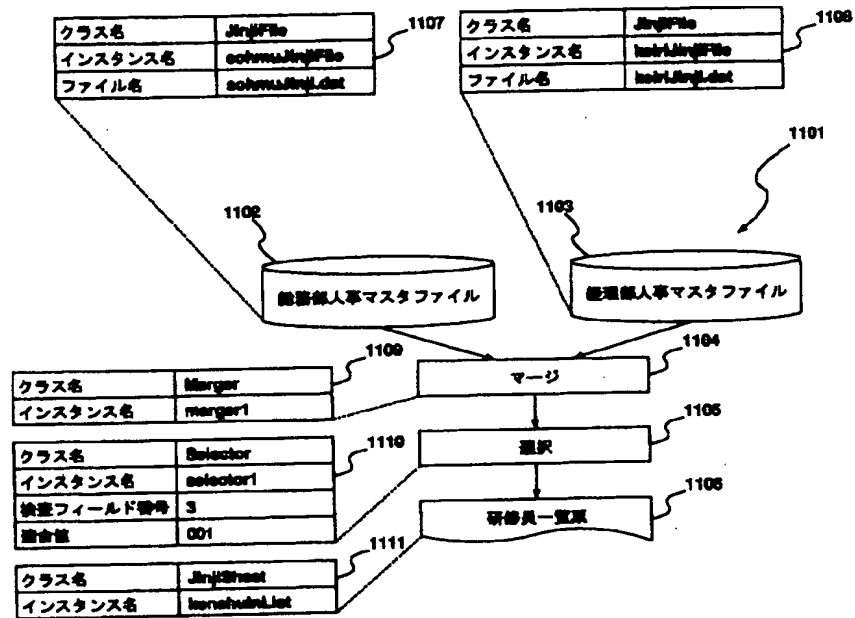 クラス名 JinjiFile
インスタンス名 sohmuJinjiFile
ファイル名 sohmuJinji.dat
1107
クラス名 JinjiFile
インスタンス名 keiriJinjiFile
ファイル名 keiriJinji.dat
1108
1101
1102
総務部人事マスタファイル
1103
経理部人事マスタファイル
クラス名 Merger
インスタンス名 merger1
1109
マージ
1104
クラス名 Selector
インスタンス名 selector1
検査フィールド番号 3
適合値 001
1110
選択
1105
研修員一覧票
1106
クラス名 JinjiSheet
インスタンス名 kenshuinList
1111